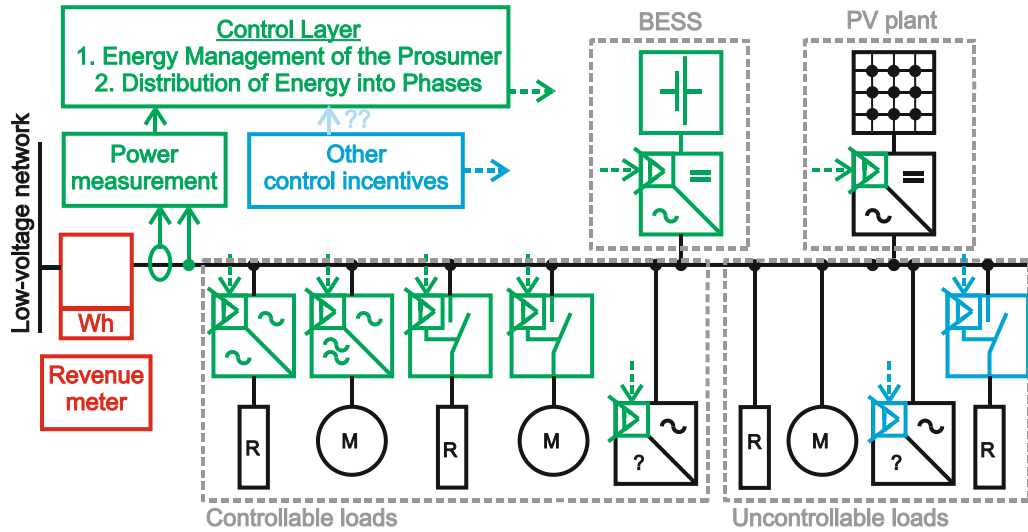 Control Layer
1. Energy Management of the Prosumer
2. Distribution of Energy into Phases
BESS
PV plant
??
Power
measurement
Other
control incentives
Low-voltage network
Wh
Revenue
meter
R
M
R
M
?
R
M
?
R
Controllable loads
Uncontrollable loads